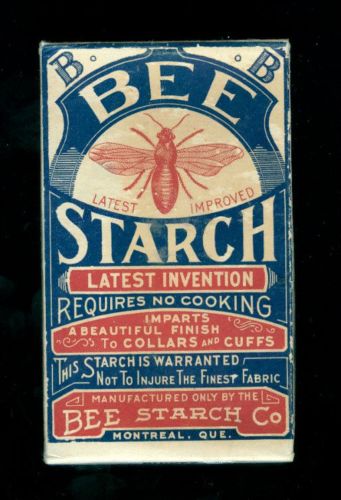 B. .B
BEE
LATEST IMPROVED
STARCH
LATEST INVENTION
REQUIRES NO COOKING
IMPARTS
A BEAUTIFUL FINISH
TO COLLARS AND CUFFS
THIS STARCH IS WARRANTED
NOT TO INJURE THE FINEST FABRIC
MANUFACTURED ONLY BY THE
BEE STARCH CO
MONTREAL, QUE.